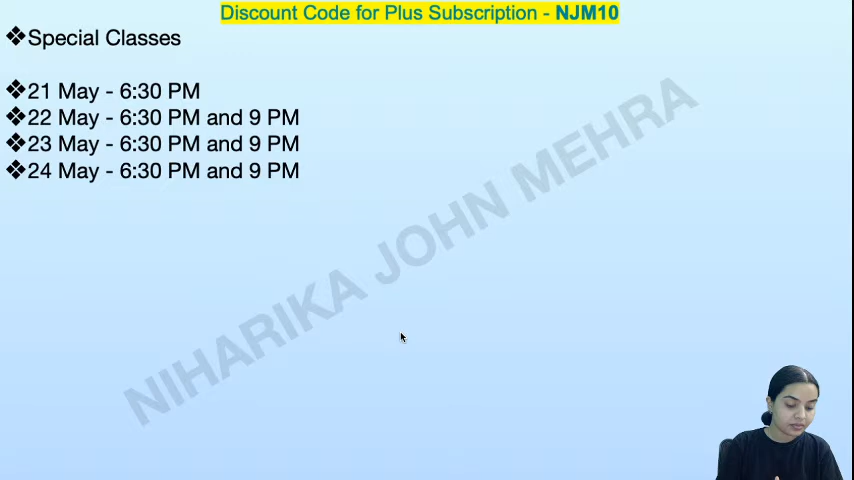 Discount Code for Plus Subscription - NJM10
❖Special Classes
❖21 May - 6:30 PM
❖22 May - 6:30 PM and 9 PM
❖23 May - 6:30 PM and 9 PM
❖24 May - 6:30 PM and 9 PM
NIHARIKA JOHN MEHRA